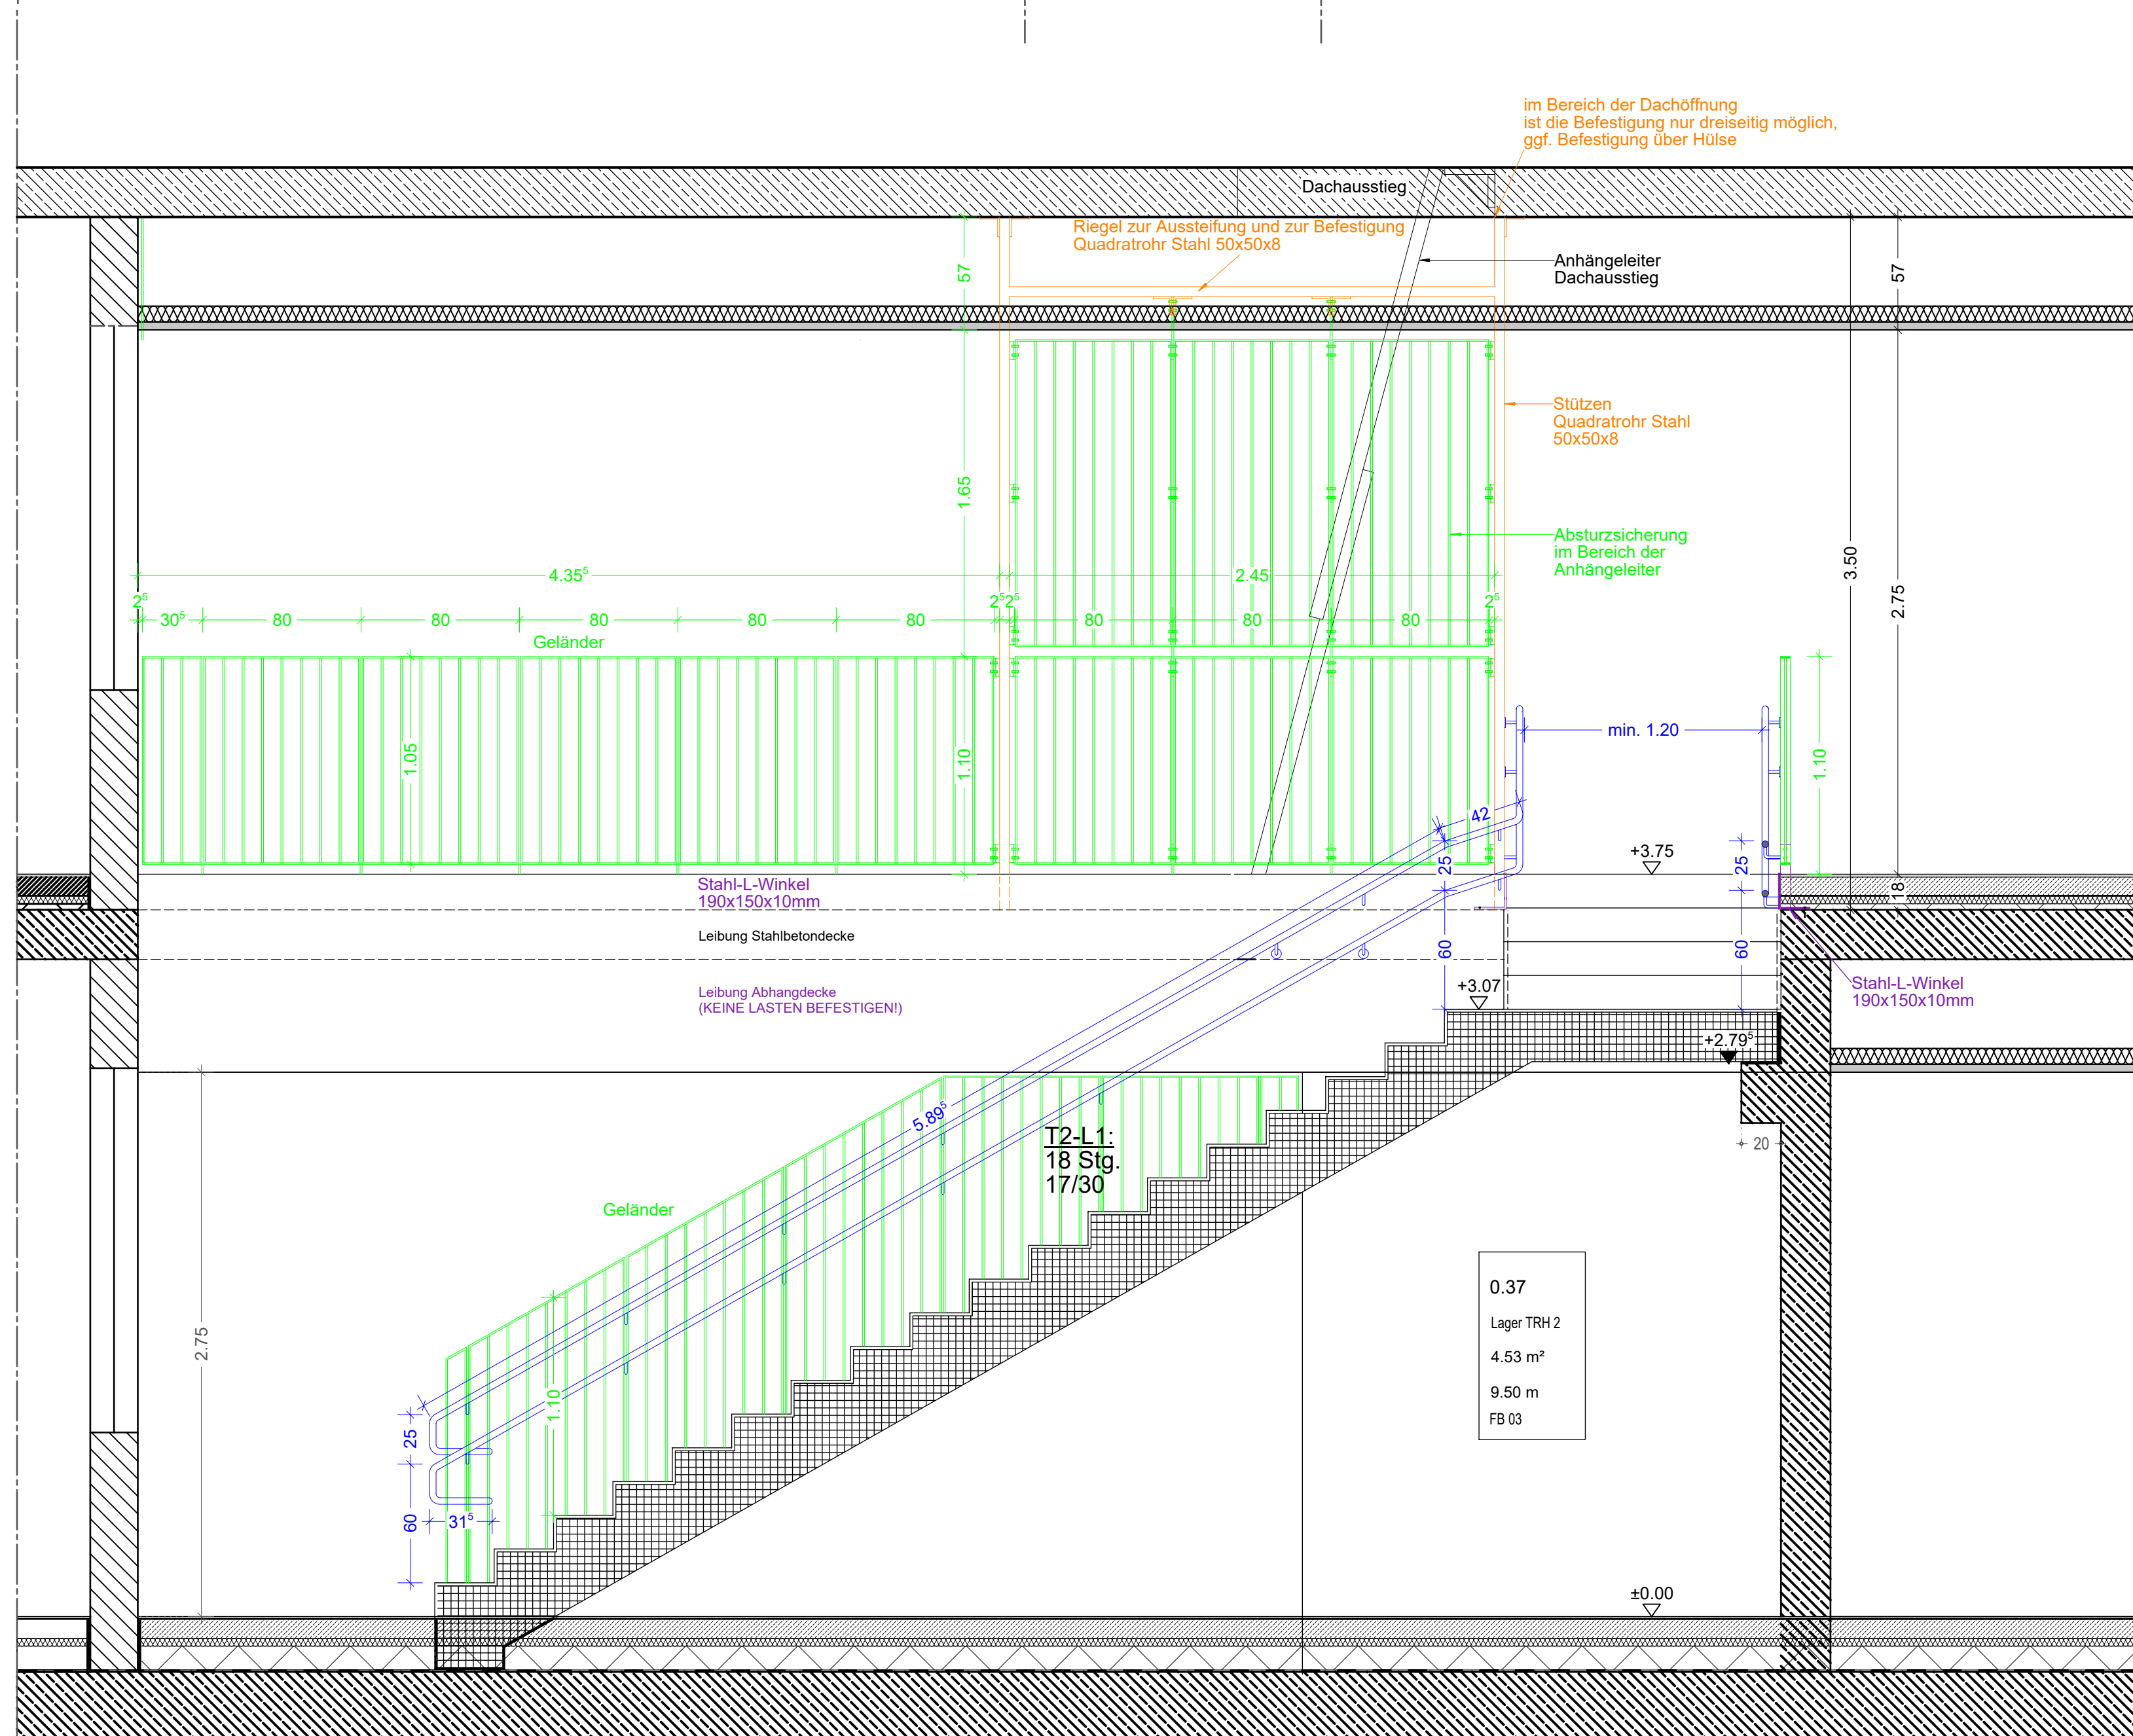 im Bereich der Dachöffnung
ist die Befestigung nur dreiseitig möglich,
ggf. Befestigung über Hülse
Dachausstieg
Riegel zur Aussteifung und zur Befestigung
Quadratrohr Stahl 50x50x8
Anhängeleiter
Dachausstieg
57
57
Stützen
Quadratrohr Stahl
50x50x8
1.65
Absturzsicherung
im Bereich der
Anhängeleiter
3.50
2.75
4.35⁵
2.45
2⁵
2⁵
2⁵
2⁵
30⁵
80
80
80
80
80
80
80
80
Geländer
min. 1.20
1.05
1.10
1.10
42
+3.75
25
25
18
Stahl-L-Winkel
190x150x10mm
Leibung Stahlbetondecke
60
60
Leibung Abhangdecke
(KEINE LASTEN BEFESTIGEN!)
+3.07
Stahl-L-Winkel
190x150x10mm
+2.79⁵
5.89⁵
T2-L1:
18 Stg.
17/30
20
Geländer
0.37
Lager TRH 2
4.53 m²
9.50 m
FB 03
2.75
1.10
25
60
31⁵
±0.00